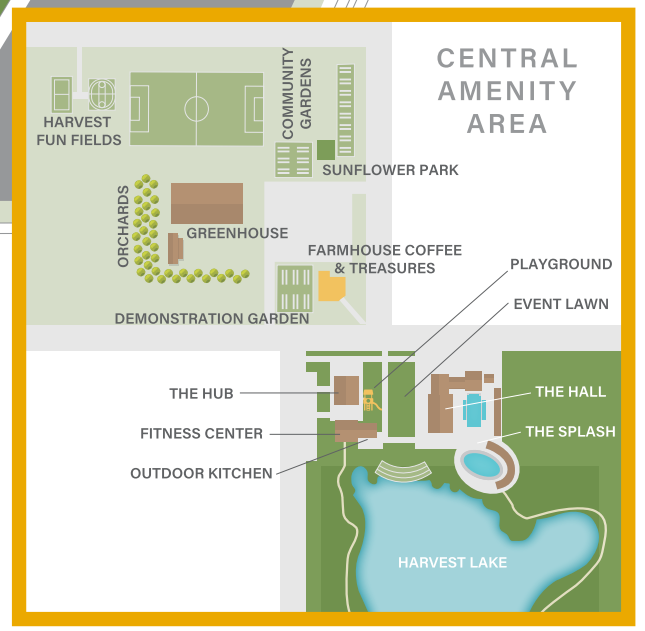 CENTRAL
AMENITY
AREA
COMMUNITY
GARDENS
HARVEST
FUN FIELDS
SUNFLOWER PARK
ORCHARDS
GREENHOUSE
FARMHOUSE COFFEE
& TREASURES
PLAYGROUND
EVENT LAWN
DEMONSTRATION GARDEN
THE HUB
THE HALL
FITNESS CENTER
THE SPLASH
OUTDOOR KITCHEN
HARVEST LAKE